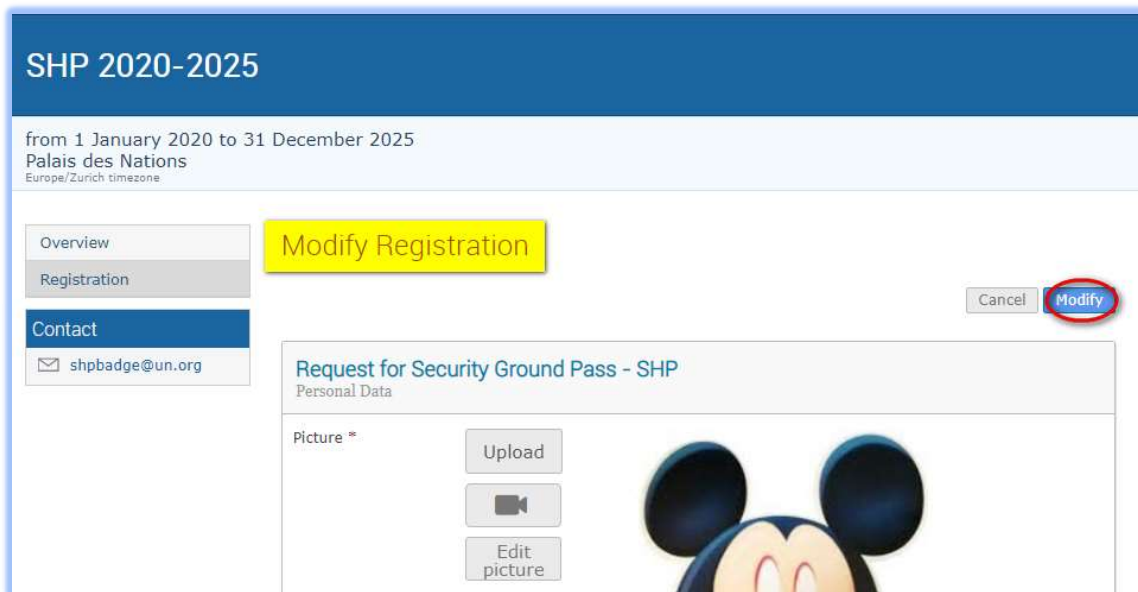 SHP 2020-2025
from 1 January 2020 to 31 December 2025
Palais des Nations
Europe/Zurich timezone
Overview
Registration
Contact
shpbadge@un.org
Modify Registration
Cancel Modify
Request for Security Ground Pass - SHP
Personal Data
Picture *
Upload
Edit
picture